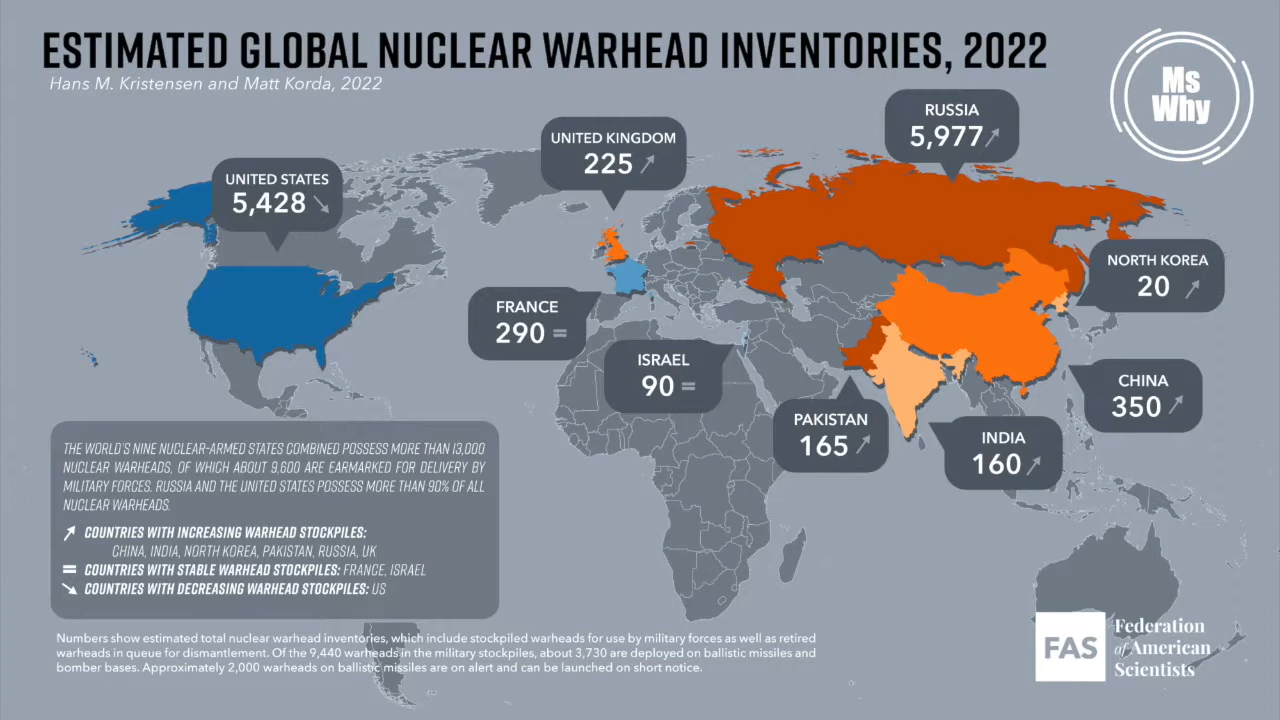 ESTIMATED GLOBAL NUCLEAR WARHEAD INVENTORIES, 2022
Hans M. Kristensen and Matt Korda, 2022
Ms
Why
RUSSIA
5,977
UNITED KINGDOM
225
UNITED STATES
5,428
NORTH KOREA
20
FRANCE
290 =
ISRAEL
90 =
CHINA
350
PAKISTAN
165
INDIA
160
THE WORLD'S NINE NUCLEAR-ARMED STATES COMBINED POSSESS MORE THAN 13,000
NUCLEAR WARHEADS, OF WHICH ABOUT 9,600 ARE EARMARKED FOR DELIVERY BY
MILITARY FORCES. RUSSIA AND THE UNITED STATES POSSESS MORE THAN 90% OF ALL
NUCLEAR WARHEADS.
COUNTRIES WITH INCREASING WARHEAD STOCKPILES:
CHINA, INDIA, NORTH KOREA, PAKISTAN, RUSSIA, UK
= COUNTRIES WITH STABLE WARHEAD STOCKPILES: FRANCE, ISRAEL
COUNTRIES WITH DECREASING WARHEAD STOCKPILES: US
Numbers show estimated total nuclear warhead inventories, which include stockpiled warheads for use by military forces as well as retired
warheads in queue for dismantlement. Of the 9,440 warheads in the military stockpiles, about 3,730 are deployed on ballistic missiles and
bomber bases. Approximately 2,000 warheads on ballistic missiles are on alert and can be launched on short notice.
FAS
Federation
of American
Scientists